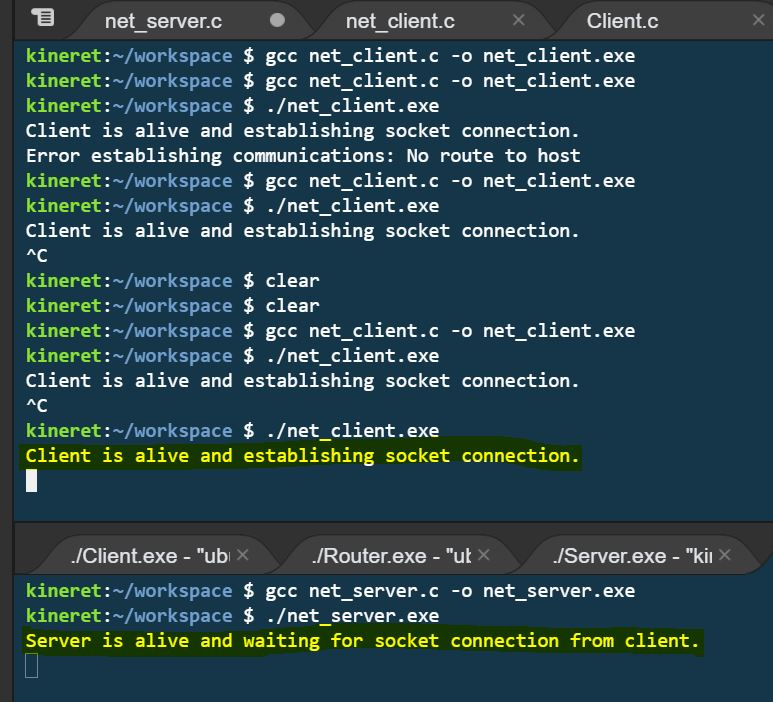 net_server.c net_client.c Client.c
kineret:~/workspace $ gcc net_client.c -o net_client.exe
kineret:~/workspace $ gcc net_client.c -o net_client.exe
kineret:~/workspace $ ./net_client.exe
Client is alive and establishing socket connection.
Error establishing communications: No route to host
kineret:~/workspace $ gcc net_client.c -o net_client.exe
kineret:~/workspace $ ./net_client.exe
Client is alive and establishing socket connection.
^C
kineret:~/workspace $ clear
kineret:~/workspace $ clear
kineret:~/workspace $ gcc net_client.c -o net_client.exe
kineret:~/workspace $ ./net_client.exe
Client is alive and establishing socket connection.
^C
kineret:~/workspace $ ./net_client.exe
Client is alive and establishing socket connection.
./Client.exe - "ubu ./Router.exe - "ub ./Server.exe - "kin
kineret:~/workspace $ gcc net_server.c -o net_server.exe
kineret:~/workspace $ ./net_server.exe
Server is alive and waiting for socket connection from client.